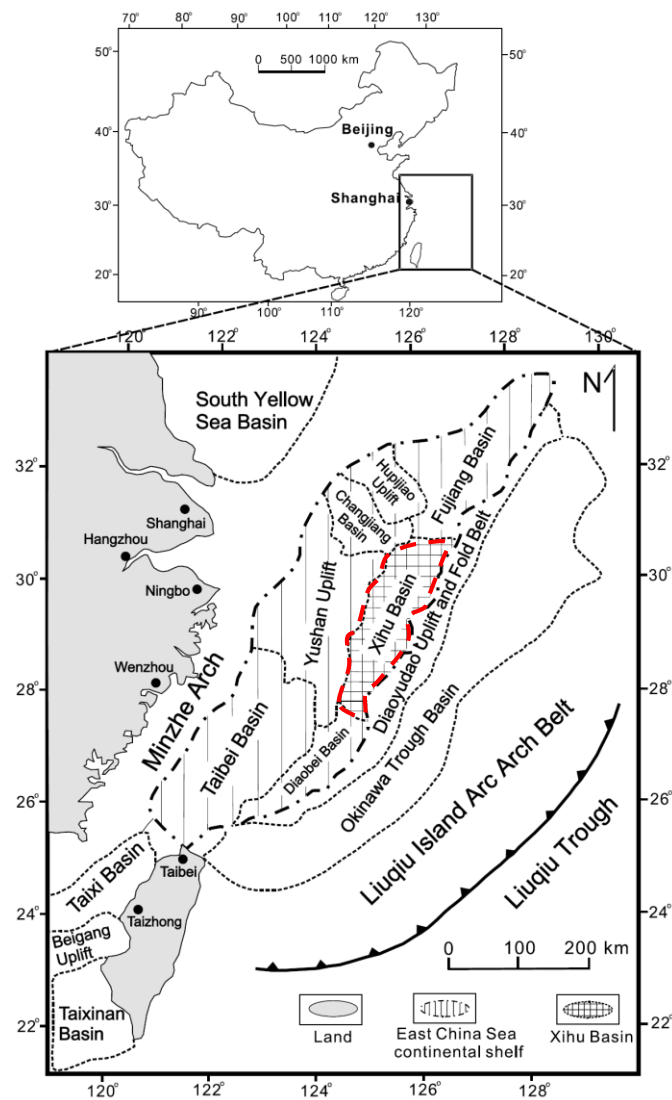 70° 80° 90° 100° 110° 120° 130°
50° 50°
0 500 1000 km
Beijing
40° 40°
Shanghai
30° 30°
20° 20°
90° 100° 110° 120°
120° 122° 124° 126° 128° 130°
South Yellow
Sea Basin
N
32° 32°
Hupijiao
Uplift
Changjiang
Basin
Fujiang Basin
Shanghai
Hangzhou
30° 30°
Ningbo
Yushan Uplift
Xihu Basin
Diaoyudao Uplift and Fold Belt
Wenzhou
28° 28°
Minzhe Arch
Taibei Basin
Diaobei Basin
Okinawa Trough Basin
26° 26°
Liuqiu Island Arc Arch Belt
Liuqiu Trough
Taixi Basin
Taibei
24° 24°
Taizhong
Beigang
Uplift
0 100 200 km
Taixinan
Basin
22° 22°
Land
East China Sea
continental shelf
Xihu Basin
120° 122° 124° 126° 128°